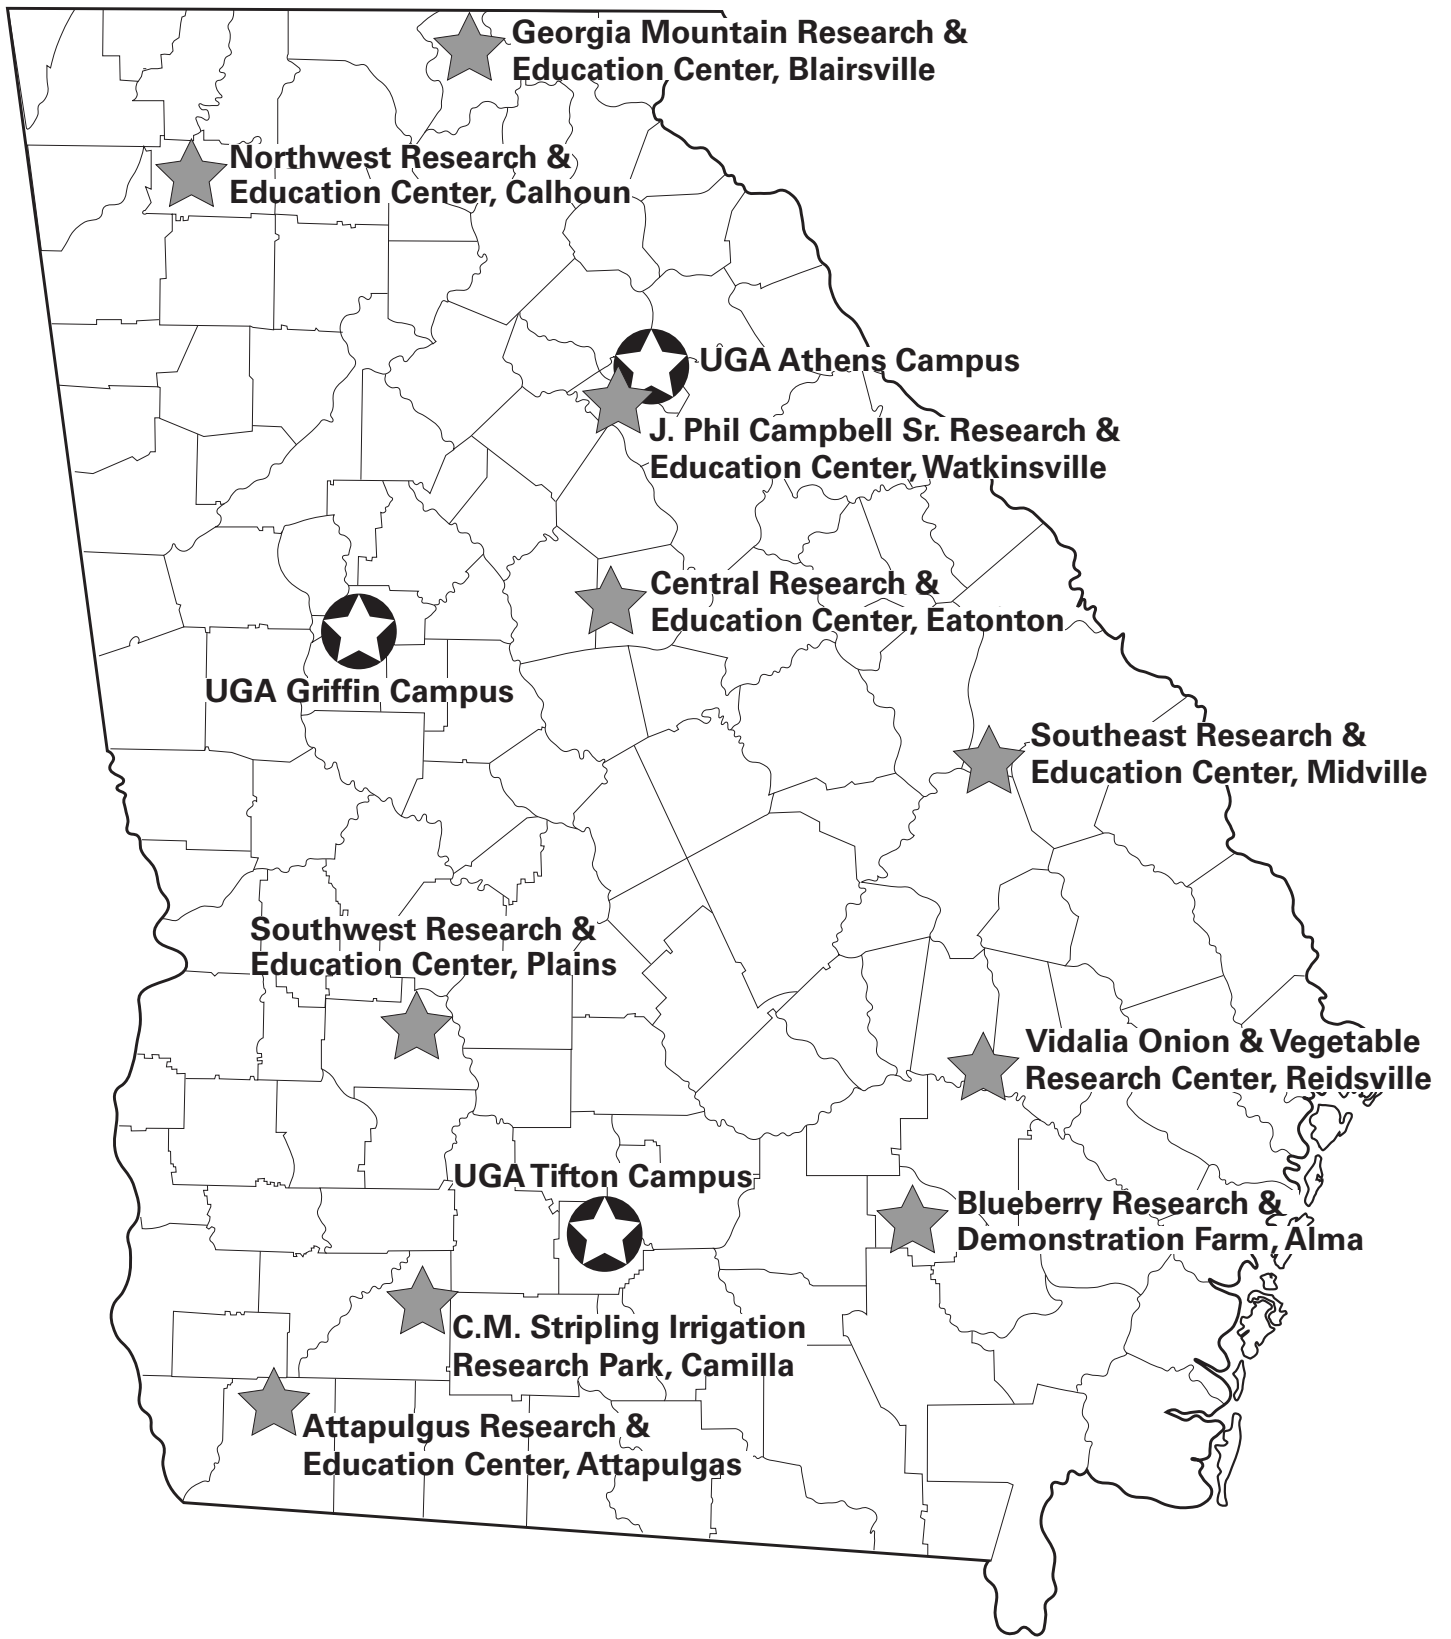 Georgia Mountain Research &
Education Center, Blairsville
Northwest Research &
Education Center, Calhoun
UGA Athens Campus
J. Phil Campbell Sr. Research &
Education Center, Watkinsville
Central Research &
Education Center, Eatonton
UGA Griffin Campus
Southeast Research &
Education Center, Midville
Southwest Research &
Education Center, Plains
Vidalia Onion & Vegetable
Research Center, Reidsville
UGA Tifton Campus
Blueberry Research &
Demonstration Farm, Alma
C.M. Stripling Irrigation
Research Park, Camilla
Attapulgus Research &
Education Center, Attapulgas